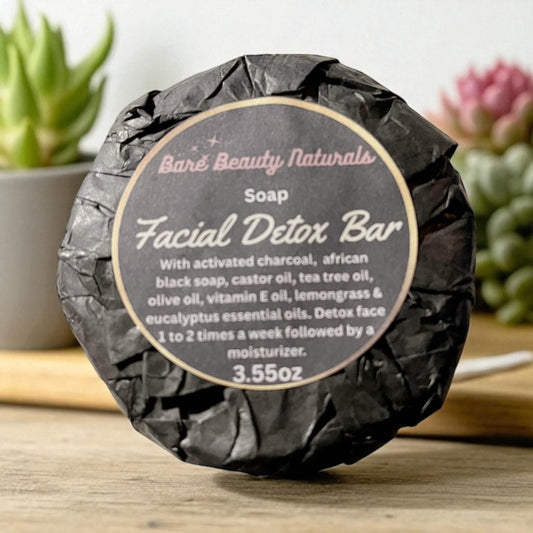 Bare Beauty Naturals
Soap
Facial Detox Bar
With activated charcoal, african
black soap, castor oil, tea tree oil,
olive oil, vitamin E oil, lemongrass &
eucalyptus essential oils. Detox face
1 to 2 times a week followed by a
moisturizer.
3.55oz